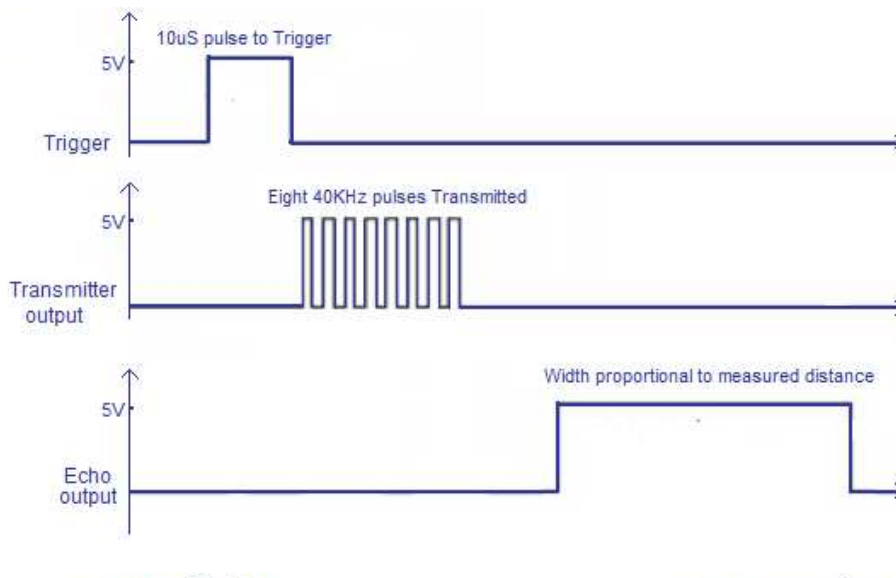 10uS pulse to Trigger
5V
Trigger
Eight 40KHz pulses Transmitted
5V
Transmitter
output
Width proportional to measured distance
5V
Echo
output